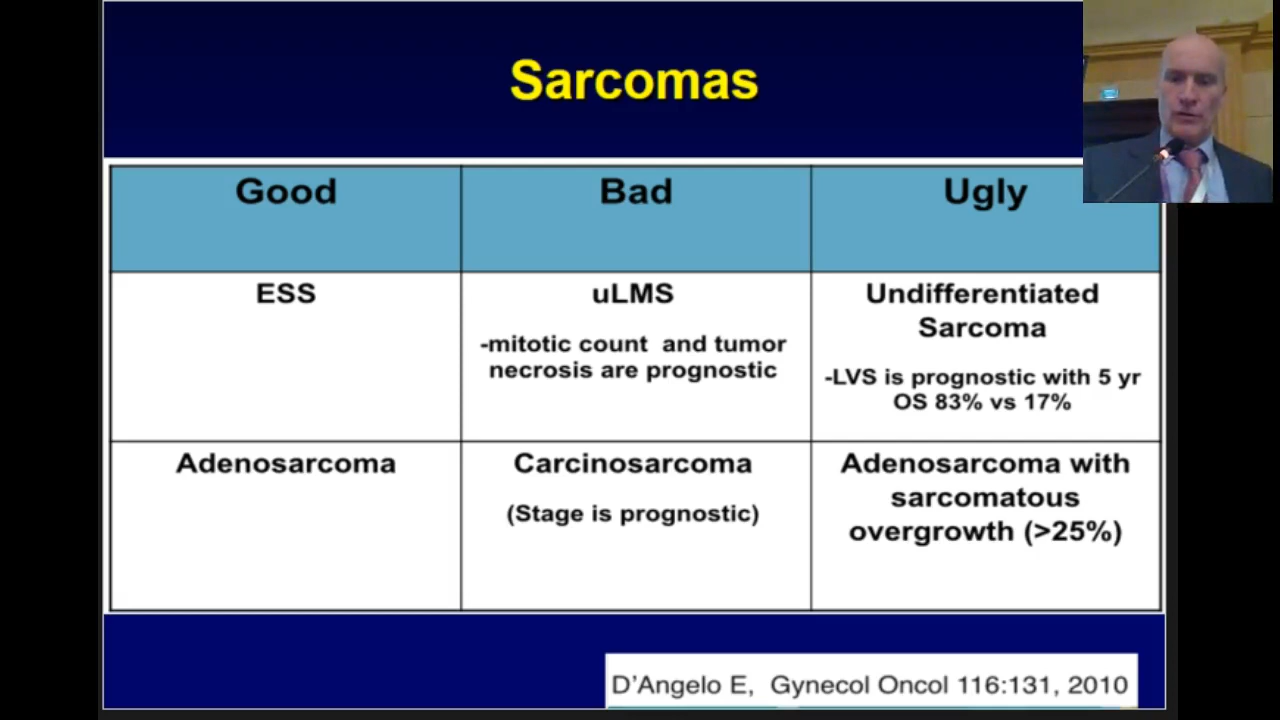 Sarcomas
Good
Bad
Ugly
ESS
uLMS
-mitotic count and tumor
necrosis are prognostic
Undifferentiated
Sarcoma
-LVS is prognostic with 5 yr
OS 83% vs 17%
Adenosarcoma
Carcinosarcoma
(Stage is prognostic)
Adenosarcoma with
sarcomatous
overgrowth (>25%)
D'Angelo E, Gynecol Oncol 116:131, 2010